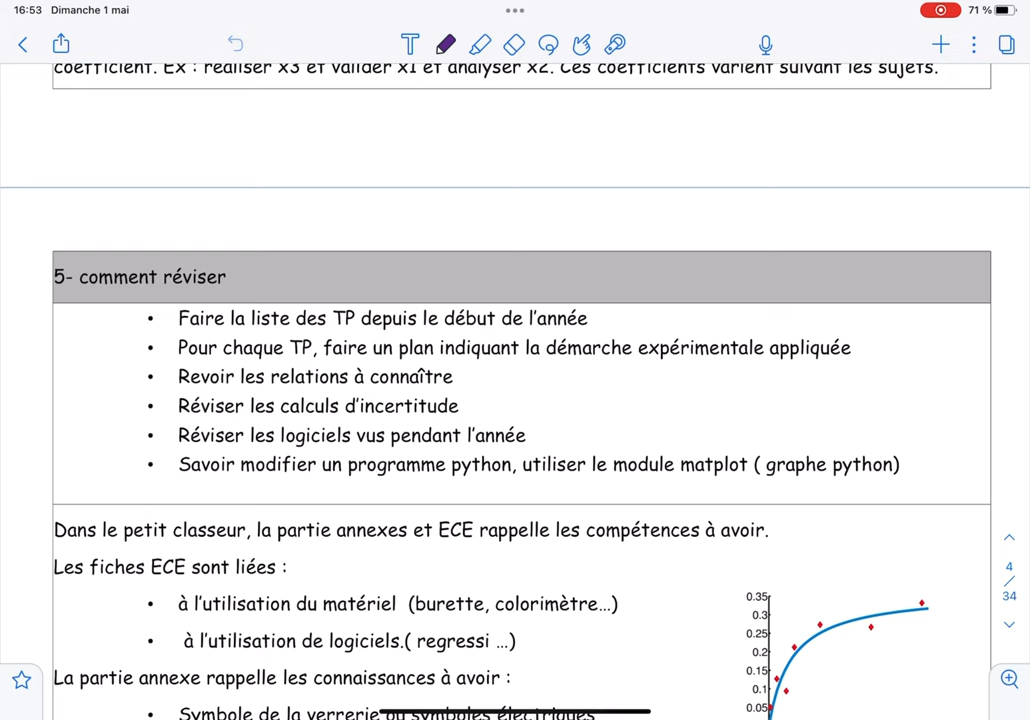 16:53 Dimanche 1 mai
71 %
coefficient. Ex : réaliser x3 et valider x1 et analyser x2. Ces coefficients varient suivant les sujets.
5- comment réviser
• Faire la liste des TP depuis le début de l'année
• Pour chaque TP, faire un plan indiquant la démarche expérimentale appliquée
• Revoir les relations à connaître
• Réviser les calculs d'incertitude
• Réviser les logiciels vus pendant l'année
• Savoir modifier un programme python, utiliser le module matplot ( graphe python)
Dans le petit classeur, la partie annexes et ECE rappelle les compétences à avoir.
Les fiches ECE sont liées :
• à l'utilisation du matériel (burette, colorimètre...)
• à l'utilisation de logiciels.( regressi ...)
La partie annexe rappelle les connaissances à avoir :
• Symbole de la verrerie ou symboles électriques
0.35
0.3
0.25
0.2
0.15
0.1
0.05
4
/
34